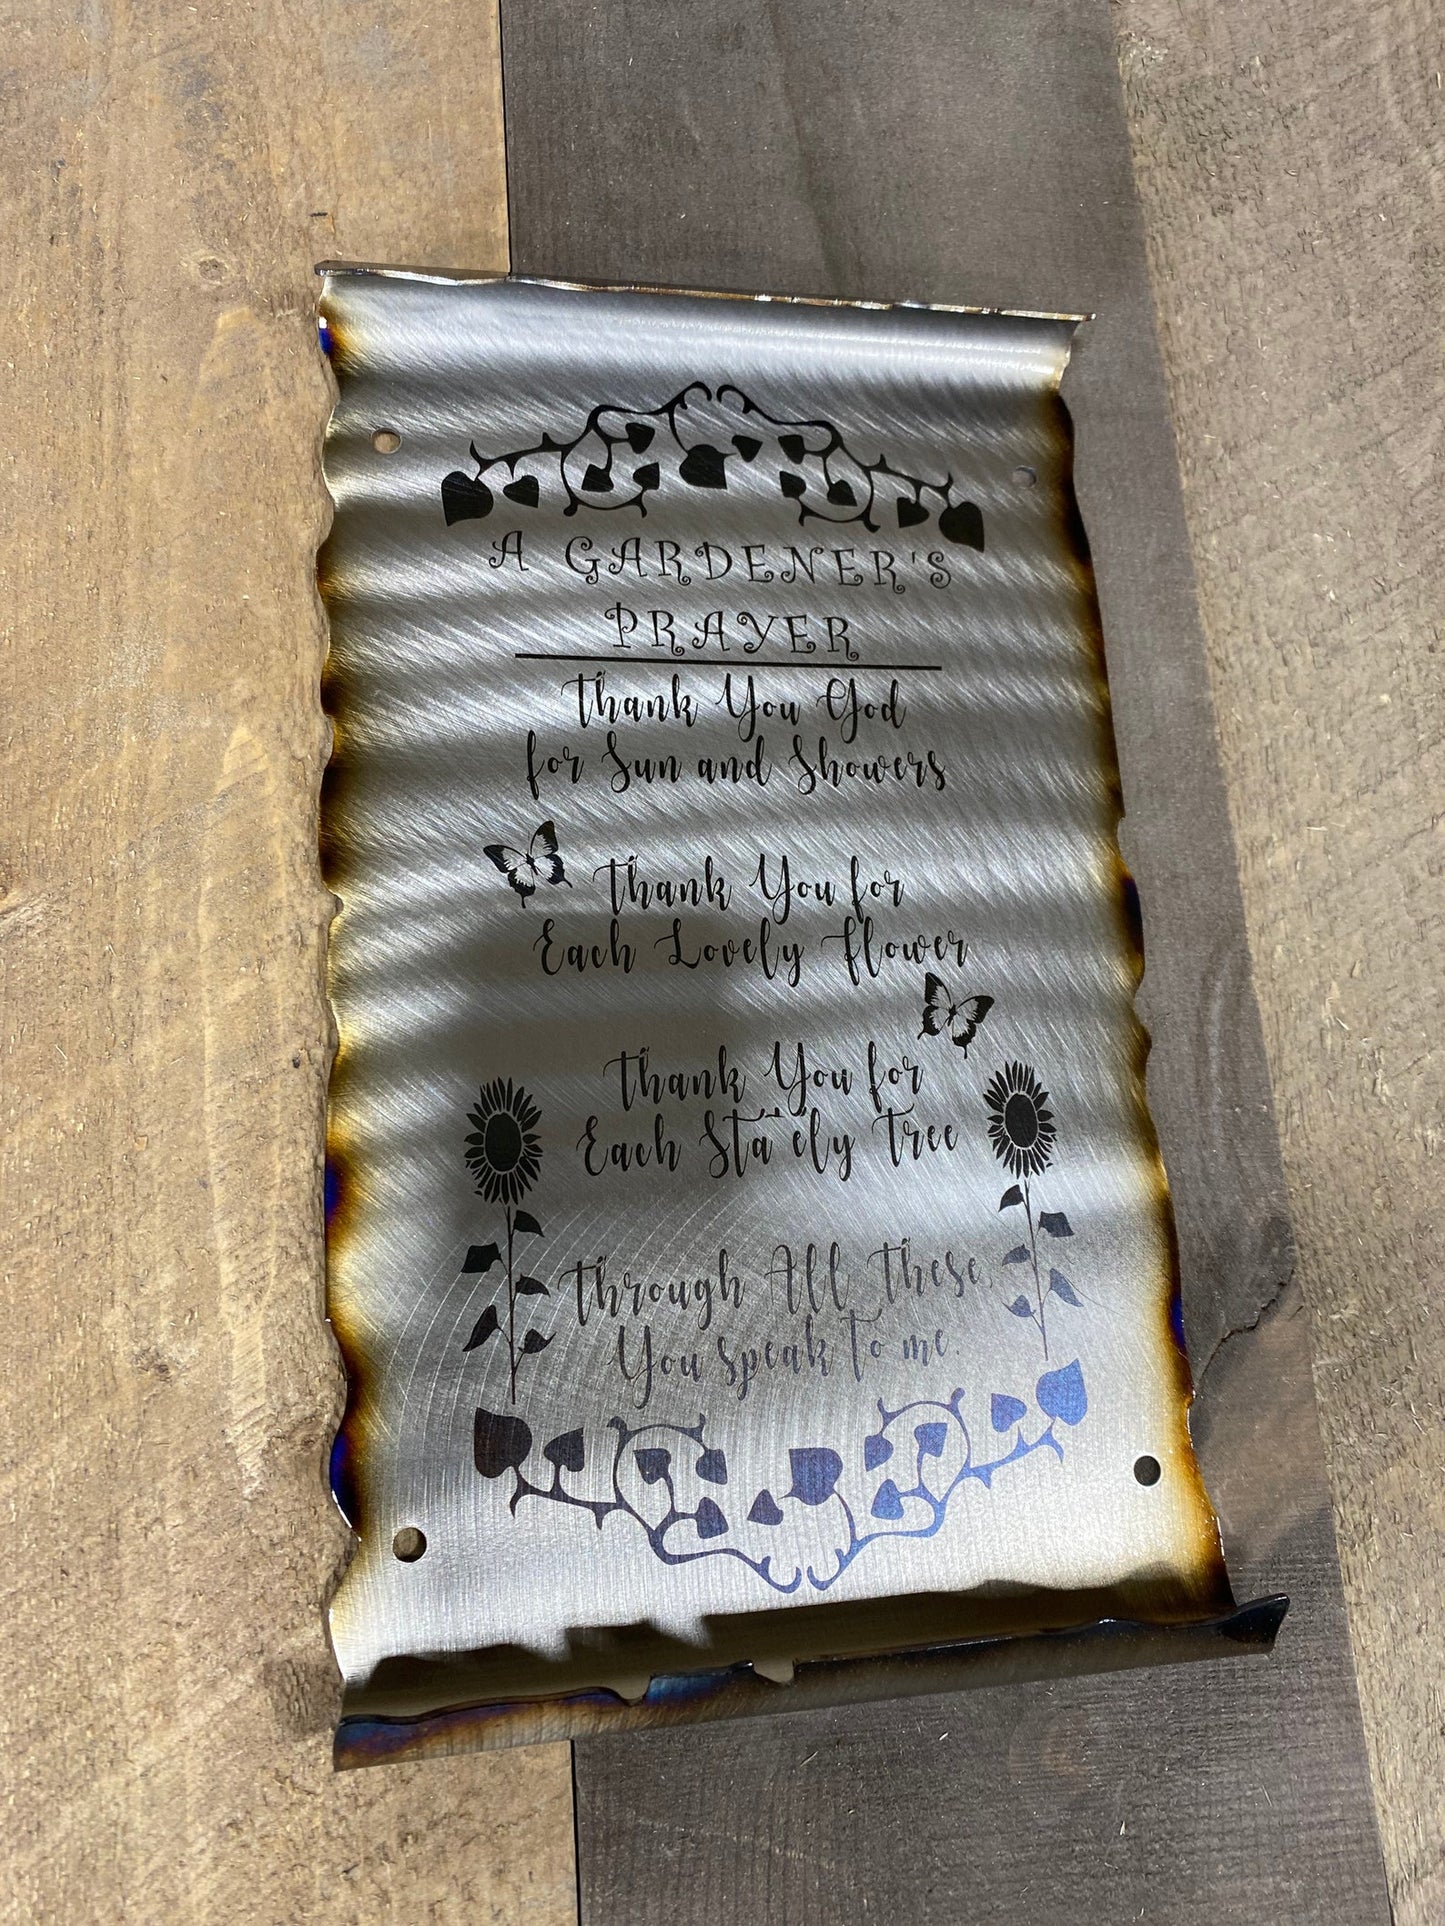 A GARDENER'S
PRAYER
Thank You God
for Sun and Showers
Thank You for
Each Lovely Flower
Thank You for
Each Stately Tree
Through All These,
You speak to me.